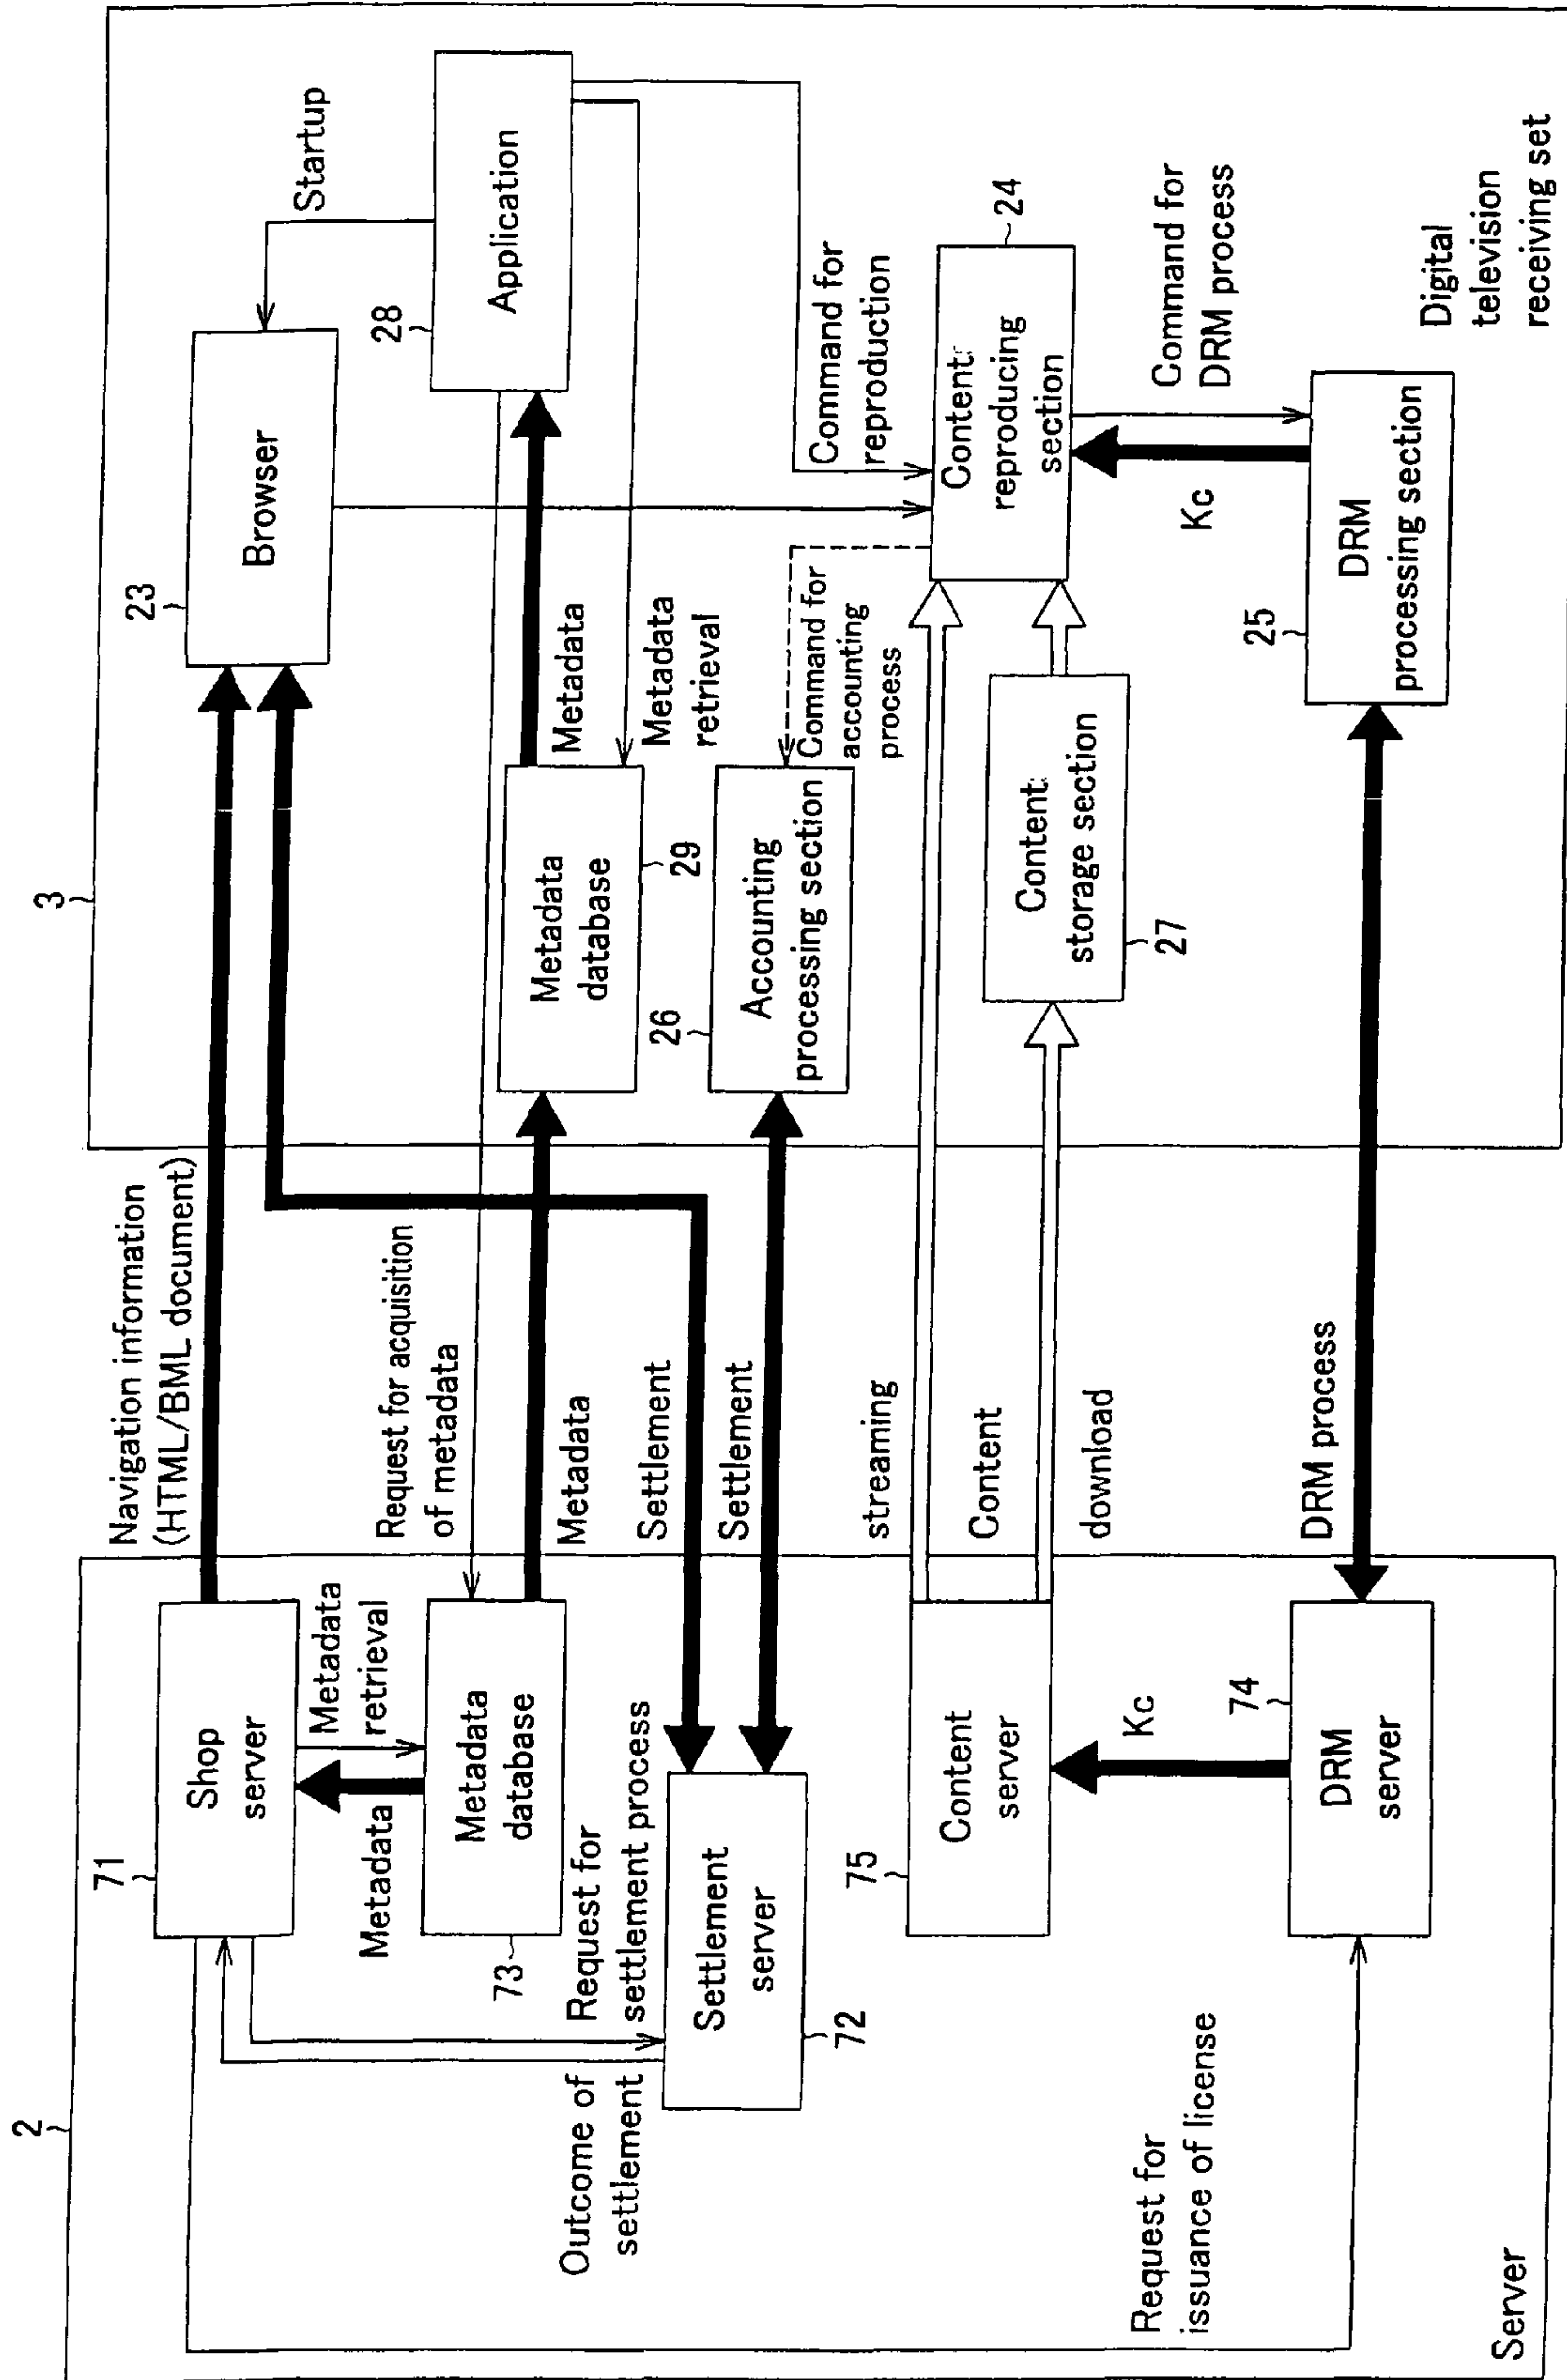 2
Server
71
Shop
server
Metadata
retrieval
Metadata
Metadata
database
73
Request for
settlement process
Outcome of
settlement
Settlement
server
72
75
Content
server
Kc
74
DRM
server
Request for
issuance of license
Navigation information
(HTML/BML document)
Request for acquisition
of metadata
Metadata
Settlement
Settlement
streaming
Content
download
DRM process
3
23
Browser
Startup
28
Application
Metadata
database
29
Metadata
Metadata
retrieval
26
Accounting
processing section
Command for
accounting
process
Command for
reproduction
Content
reproducing
section
24
Content
storage section
27
Command for
DRM process
Kc
25
DRM
processing section
Digital
television
receiving set